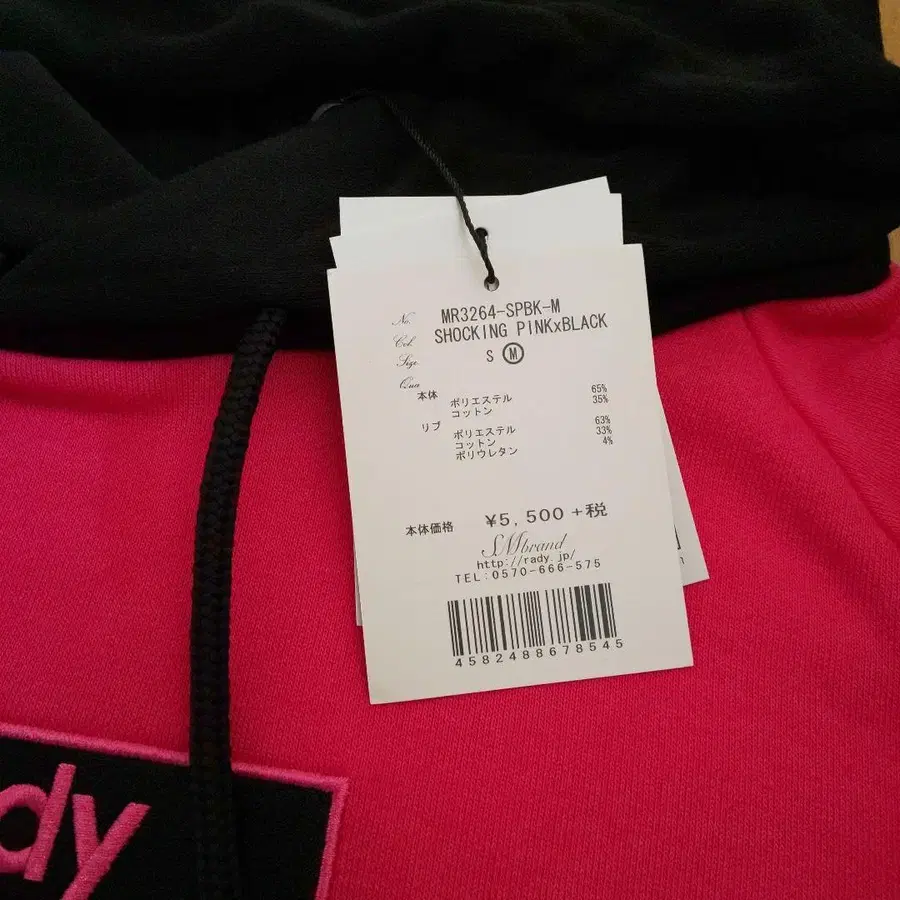 No. MR3264-SPBK-M
Col. SHOCKING PINKxBLACK
Size S M
Qua
本体 ポリエステル 65%
コットン 35%
リブ ポリエステル 63%
コットン 33%
ポリウレタン 4%
本体価格 ¥5,500+税
SMbrand
http://rady.jp/
TEL:0570-666-575
4582488678545
ady